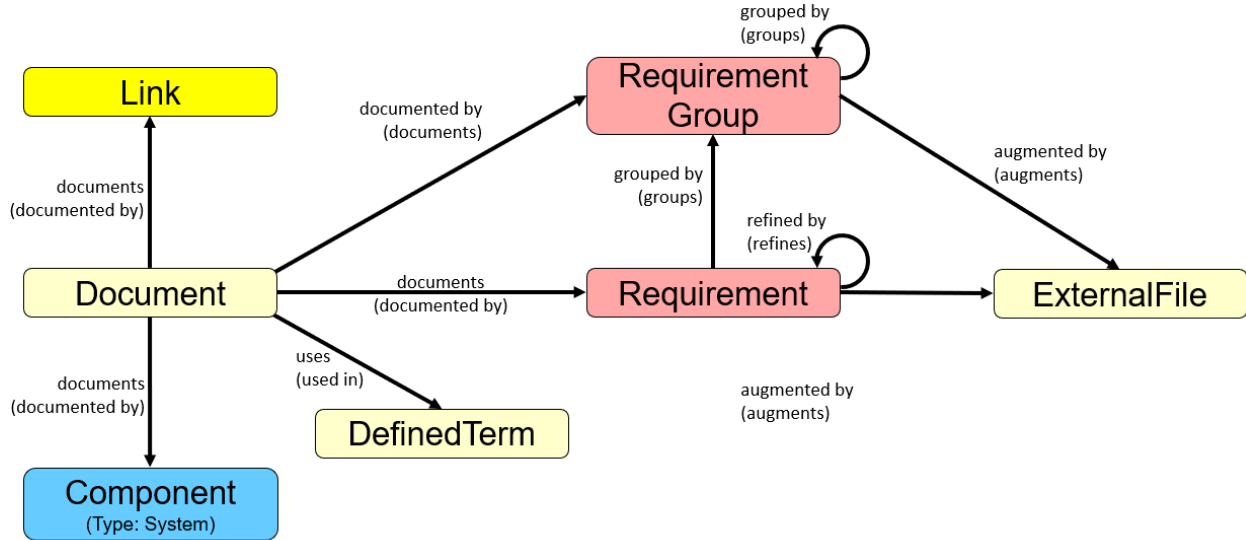 grouped by
(groups)
Link
Requirement
Group
documented by
(documents)
augmented by
(augments)
grouped by
(groups)
documents
(documented by)
refined by
(refines)
Document
documents
(documented by)
Requirement
ExternalFile
uses
(used in)
documents
(documented by)
augmented by
(augments)
DefinedTerm
Component
(Type: System)